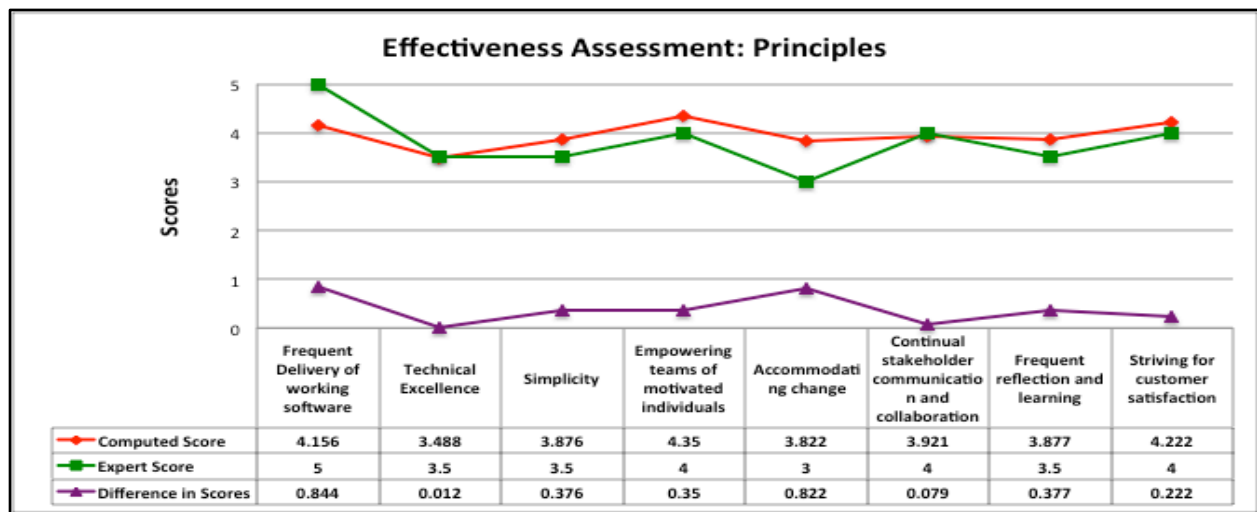 Effectiveness Assessment: Principles
Scores
5
4
3
2
1
0
Frequent
Delivery of
working
software
Technical
Excellence
Simplicity
Empowering
teams of
motivated
individuals
Accommodati
ng change
Continual
stakeholder
communicatio
n and
collaboration
Frequent
reflection and
learning
Striving for
customer
satisfaction
Computed Score 4.156 3.488 3.876 4.35 3.822 3.921 3.877 4.222
Expert Score 5 3.5 3.5 4 3 4 3.5 4
Difference in Scores 0.844 0.012 0.376 0.35 0.822 0.079 0.377 0.222